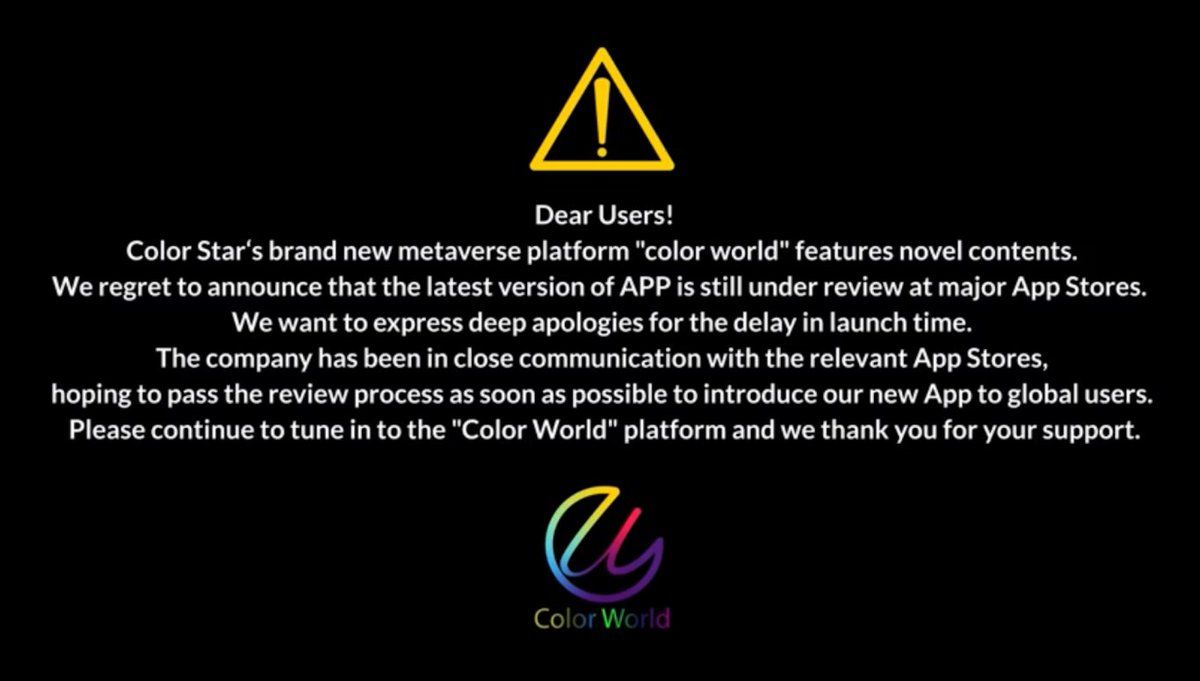 Dear Users!
Color Star‘s brand new metaverse platform "color world" features novel contents.
We regret to announce that the latest version of APP is still under review at major App Stores.
We want to express deep apologies for the delay in launch time.
The company has been in close communication with the relevant App Stores,
hoping to pass the review process as soon as possible to introduce our new App to global users.
Please continue to tune in to the "Color World" platform and we thank you for your support.
Color World